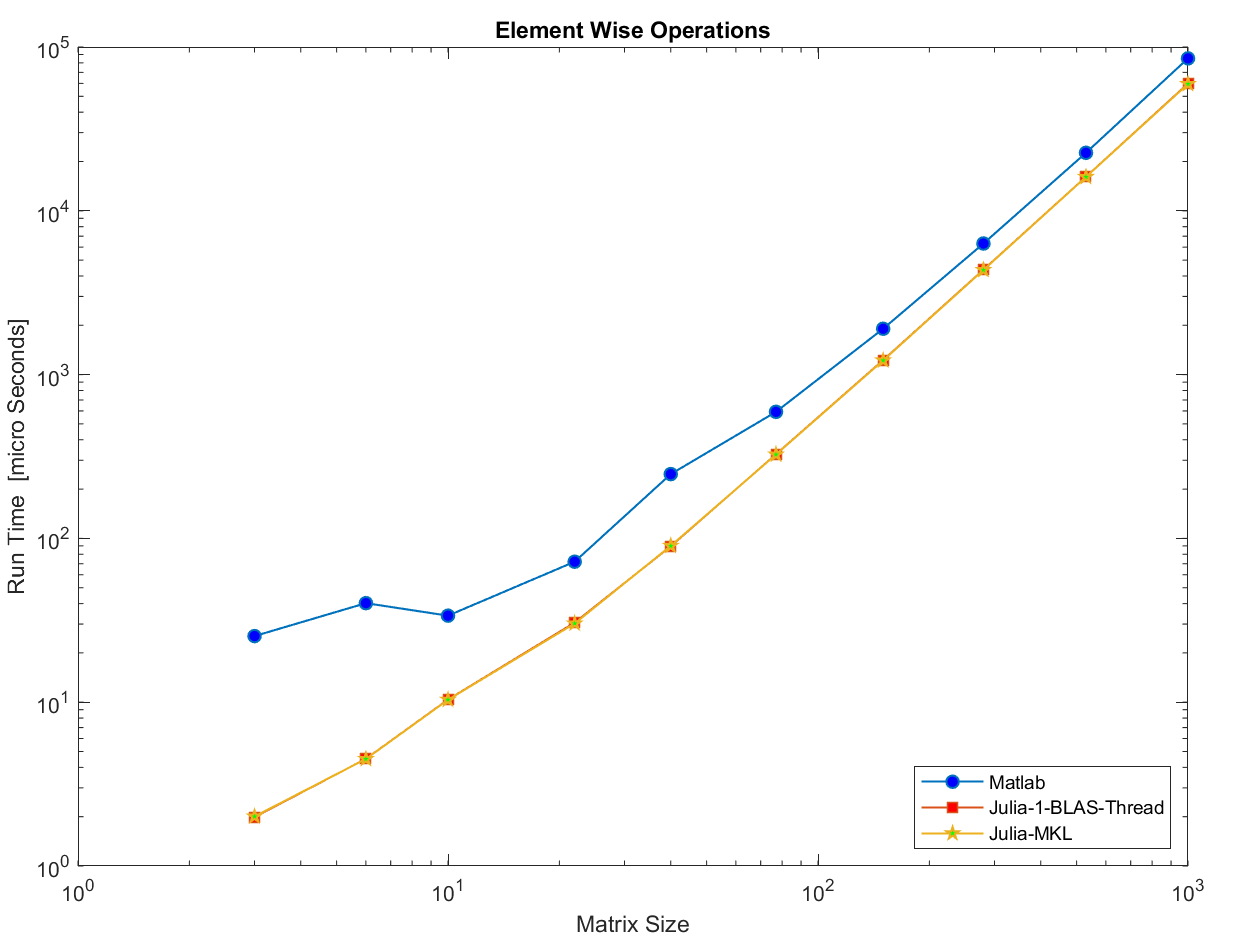 Element Wise Operations
10^5
10^4
10^3
10^2
10^1
10^0
Run Time [micro Seconds]
Matlab
Julia-1-BLAS-Thread
Julia-MKL
10^0 10^1 10^2 10^3
Matrix Size